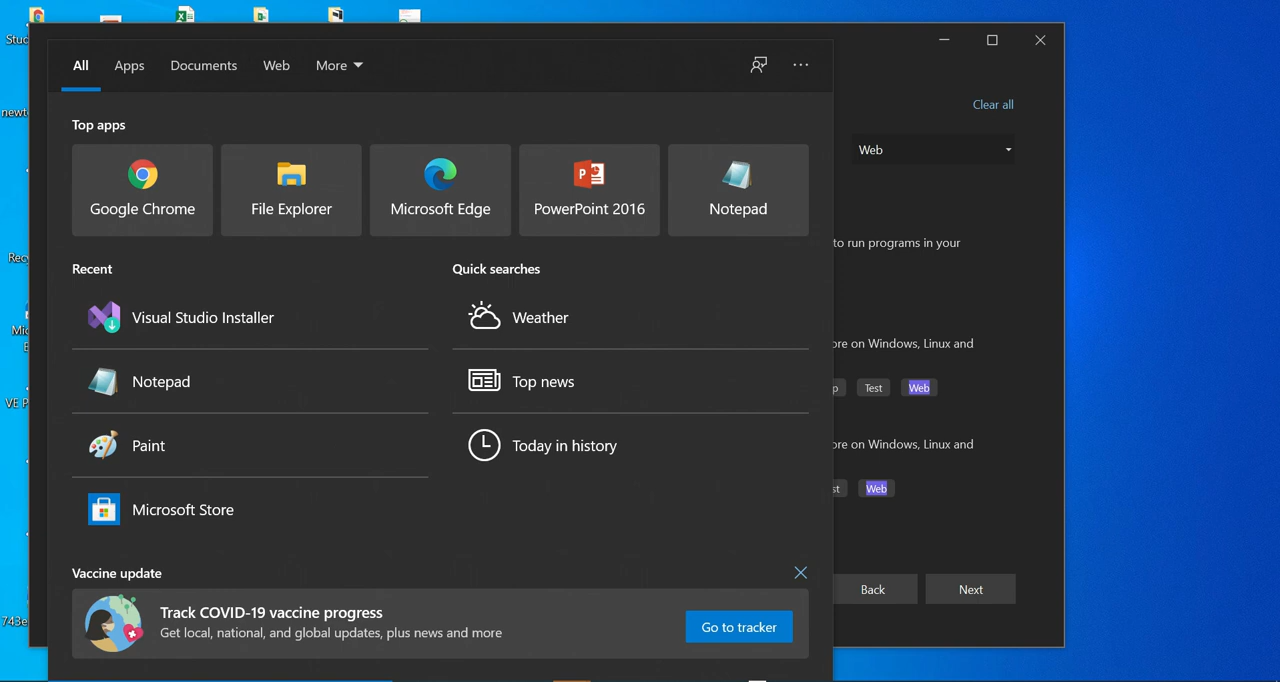 All
Apps
Documents
Web
More
Top apps
Google Chrome
File Explorer
Microsoft Edge
PowerPoint 2016
Notepad
Recent
Visual Studio Installer
Notepad
Paint
Microsoft Store
Quick searches
Weather
Top news
Today in history
Vaccine update
Track COVID-19 vaccine progress
Get local, national, and global updates, plus news and more
Go to tracker
Clear all
Web
to run programs in your
on Windows, Linux and
Test Web
on Windows, Linux and
Web
Back
Next